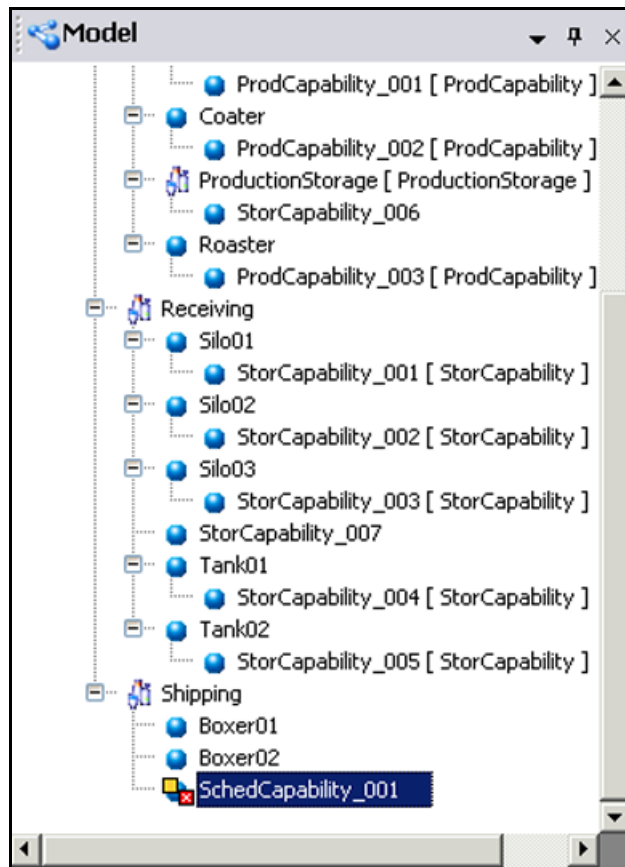 Model
ProdCapability_001 [ ProdCapability ]
Coater
ProdCapability_002 [ ProdCapability ]
ProductionStorage [ ProductionStorage ]
StorCapability_006
Roaster
ProdCapability_003 [ ProdCapability ]
Receiving
Silo01
StorCapability_001 [ StorCapability ]
Silo02
StorCapability_002 [ StorCapability ]
Silo03
StorCapability_003 [ StorCapability ]
StorCapability_007
Tank01
StorCapability_004 [ StorCapability ]
Tank02
StorCapability_005 [ StorCapability ]
Shipping
Boxer01
Boxer02
SchedCapability_001